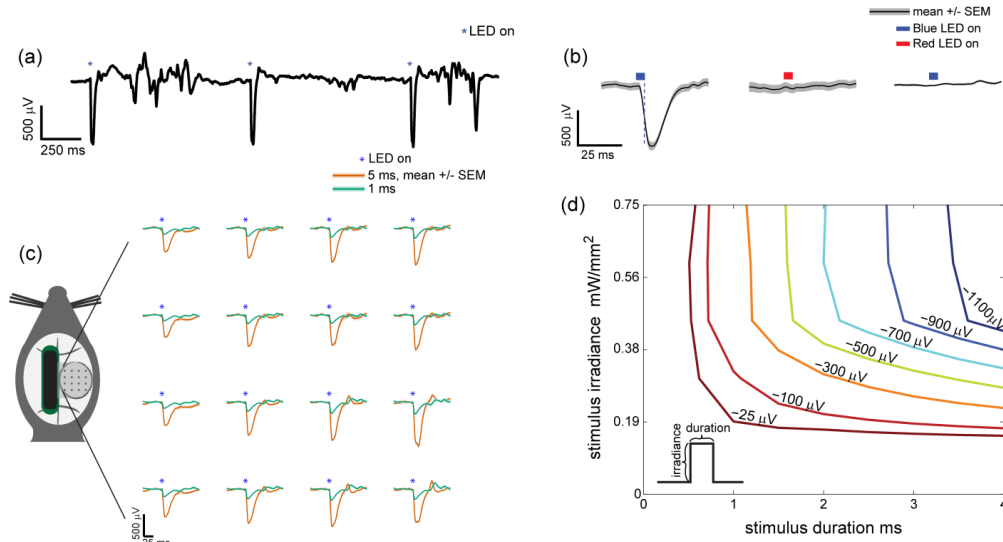 (a)
* LED on
500 µV
250 ms
(b)
mean +/- SEM
Blue LED on
Red LED on
500 µV
25 ms
(c)
* LED on
5 ms, mean +/- SEM
1 ms
* * * *
* * * *
* * * *
* * * *
500 µV
25 ms
(d)
stimulus irradiance mW/mm²
0.75
0.56
0.38
0.19
0
−1100µV
−900 µV
−700 µV
−500 µV
−300 µV
−100 µV
−25 µV
duration
irradiance
0 1 2 3 4
stimulus duration ms